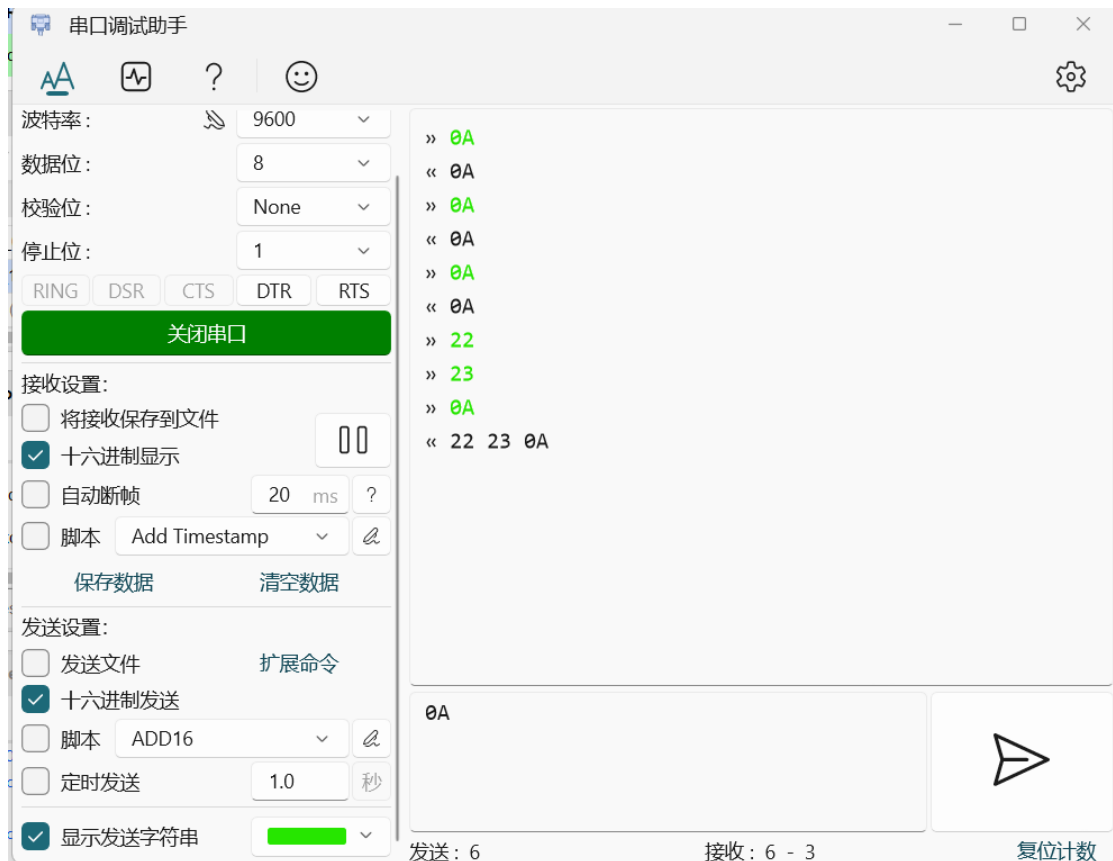 串口调试助手
波特率: 9600
数据位: 8
校验位: None
停止位: 1
RING DSR CTS DTR RTS
关闭串口
接收设置:
将接收保存到文件
十六进制显示
自动断帧 20 ms ?
脚本 Add Timestamp
保存数据 清空数据
发送设置:
发送文件 扩展命令
十六进制发送
脚本 ADD16
定时发送 1.0 秒
显示发送字符串
» 0A
« 0A
» 0A
« 0A
» 0A
« 0A
» 22
» 23
» 0A
« 22 23 0A
0A
发送: 6 接收: 6 - 3 复位计数